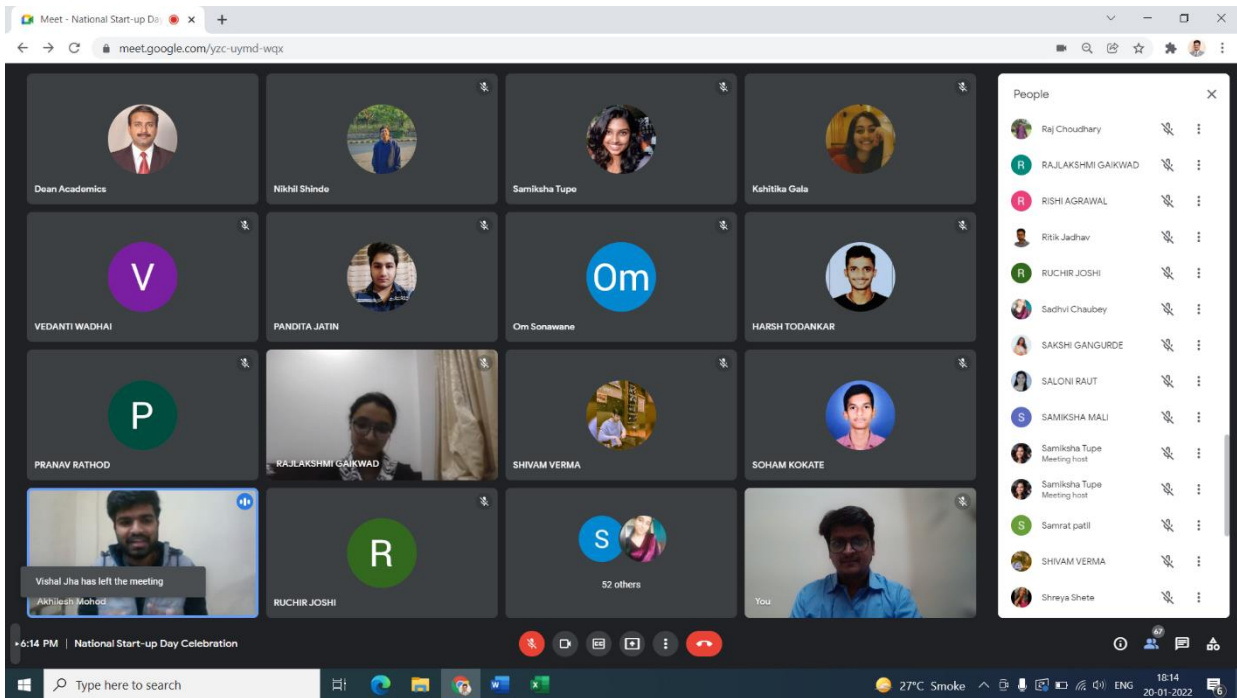 Meet - National Start-up Da
meet.google.com/yzc-uymd-wqx
Dean Academics
Nikhil Shinde
Samiksha Tupe
Kshitika Gala
V
VEDANTI WADHAI
PANDITA JATIN
Om
Om Sonawane
HARSH TODANKAR
P
PRANAV RATHOD
RAJLAKSHMI GAIKWAD
SHIVAM VERMA
SOHAM KOKATE
Vishal Jha has left the meeting
Akhilesh Mohod
R
RUCHIR JOSHI
S
52 others
You
People
Raj Choudhary
R RAJLAKSHMI GAIKWAD
R RISHI AGRAWAL
Ritik Jadhav
R RUCHIR JOSHI
Sadhvi Chaubey
SAKSHI GANGURDE
SALONI RAUT
S SAMIKSHA MALI
Samiksha Tupe
Meeting host
Samiksha Tupe
Meeting host
S Samrat patil
SHIVAM VERMA
Shreya Shete
6:14 PM | National Start-up Day Celebration
CC
67
Type here to search
27°C Smoke
ENG
18:14
20-01-2022
6